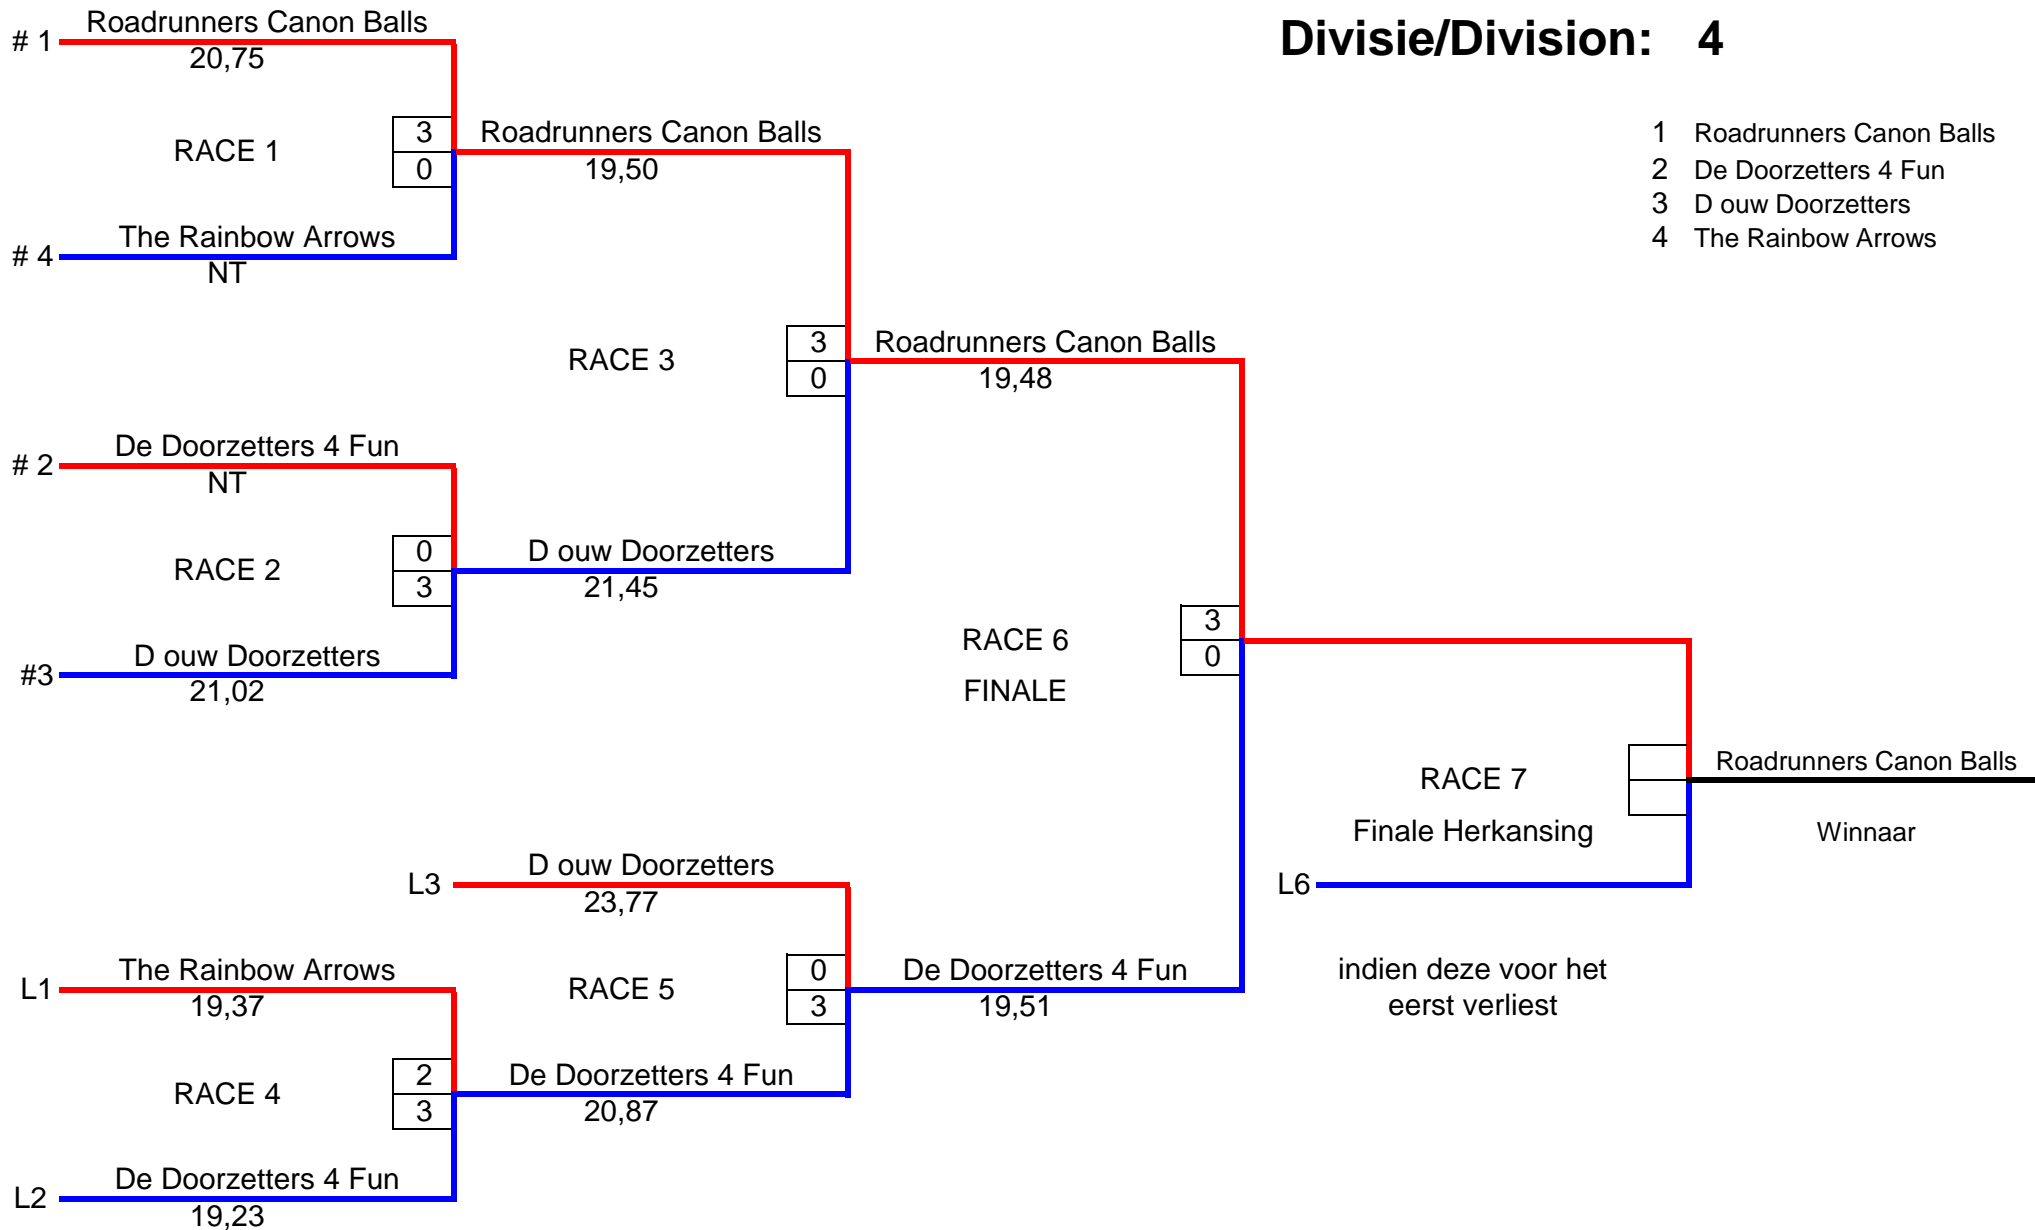 Divisie/Division: 4
1 Roadrunners Canon Balls
2 De Doorzetters 4 Fun
3 D ouw Doorzetters
4 The Rainbow Arrows
# 1
Roadrunners Canon Balls
20,75
RACE 1
3
0
# 4
The Rainbow Arrows
NT
Roadrunners Canon Balls
19,50
# 2
De Doorzetters 4 Fun
NT
RACE 2
0
3
#3
D ouw Doorzetters
21,02
D ouw Doorzetters
21,45
RACE 3
3
0
Roadrunners Canon Balls
19,48
RACE 6
FINALE
3
0
L3
D ouw Doorzetters
23,77
L1
The Rainbow Arrows
19,37
RACE 4
2
3
L2
De Doorzetters 4 Fun
19,23
De Doorzetters 4 Fun
20,87
RACE 5
0
3
De Doorzetters 4 Fun
19,51
RACE 7
Finale Herkansing
L6
indien deze voor het
eerst verliest
Roadrunners Canon Balls
Winnaar